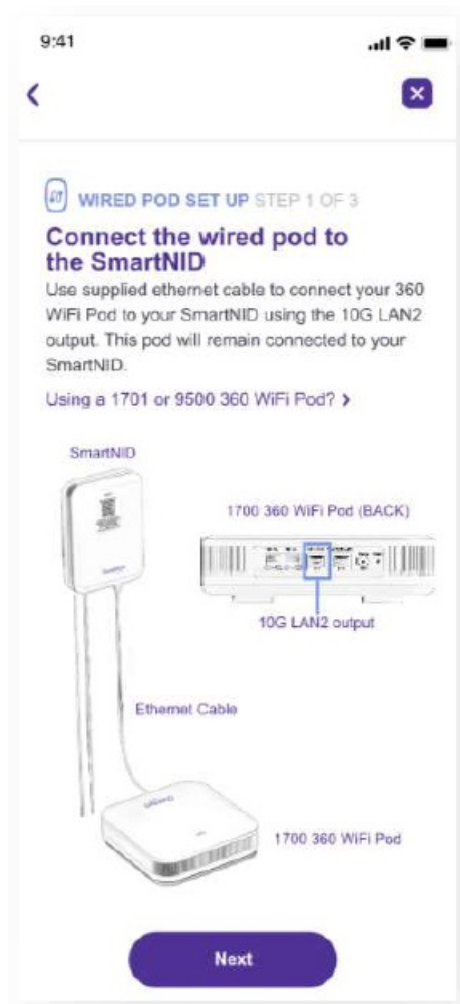 9:41
WIRED POD SET UP STEP 1 OF 3
Connect the wired pod to
the SmartNID
Use supplied ethernet cable to connect your 360
WiFi Pod to your SmartNID using the 10G LAN2
output. This pod will remain connected to your
SmartNID.
Using a 1701 or 9500 360 WiFi Pod? >
SmartNID
1700 360 WiFi Pod (BACK)
10G LAN2 output
Ethernet Cable
1700 360 WiFi Pod
Next